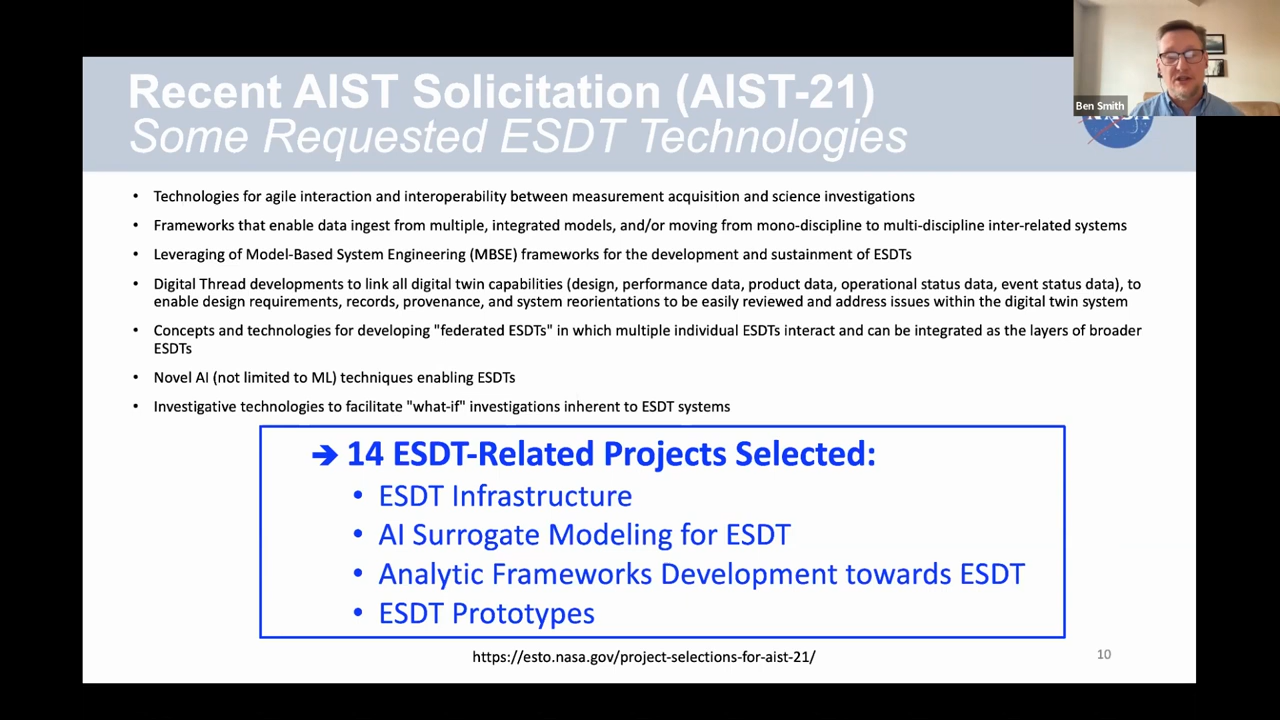 Recent AIST Solicitation (AIST-21)
Some Requested ESDT Technologies
Ben Smith
• Technologies for agile interaction and interoperability between measurement acquisition and science investigations
• Frameworks that enable data ingest from multiple, integrated models, and/or moving from mono-discipline to multi-discipline inter-related systems
• Leveraging of Model-Based System Engineering (MBSE) frameworks for the development and sustainment of ESDTs
• Digital Thread developments to link all digital twin capabilities (design, performance data, product data, operational status data, event status data), to
enable design requirements, records, provenance, and system reorientations to be easily reviewed and address issues within the digital twin system
• Concepts and technologies for developing "federated ESDTs" in which multiple individual ESDTs interact and can be integrated as the layers of broader
ESDTs
• Novel AI (not limited to ML) techniques enabling ESDTs
• Investigative technologies to facilitate "what-if" investigations inherent to ESDT systems
➔ 14 ESDT-Related Projects Selected:
• ESDT Infrastructure
• AI Surrogate Modeling for ESDT
• Analytic Frameworks Development towards ESDT
• ESDT Prototypes
https://esto.nasa.gov/project-selections-for-aist-21/
10